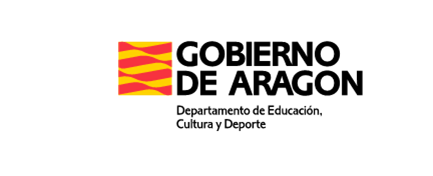 GOBIERNO
DE ARAGON
Departamento de Educación,
Cultura y Deporte